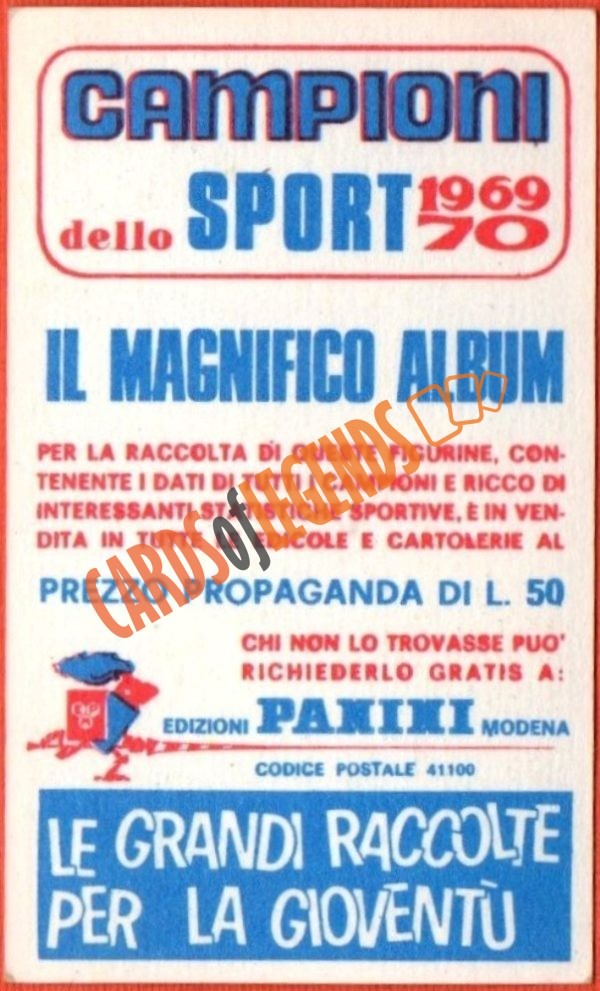 CAMPIONI
dello SPORT 1969
70
IL MAGNIFICO ALBUM
PER LA RACCOLTA DI QUESTE FIGURINE, CON-
TENENTE I DATI DI TUTTI I CAMPIONI E RICCO DI
INTERESSANTI STATISTICHE SPORTIVE, È IN VEN-
DITA IN TUTTE LE EDICOLE E CARTOLERIE AL
PREZZO PROPAGANDA DI L. 50
CARDS of LEGENDS
CHI NON LO TROVASSE PUO'
RICHIEDERLO GRATIS A:
EDIZIONI PANINI MODENA
CODICE POSTALE 41100
LE GRANDI RACCOLTE
PER LA GIOVENTÙ